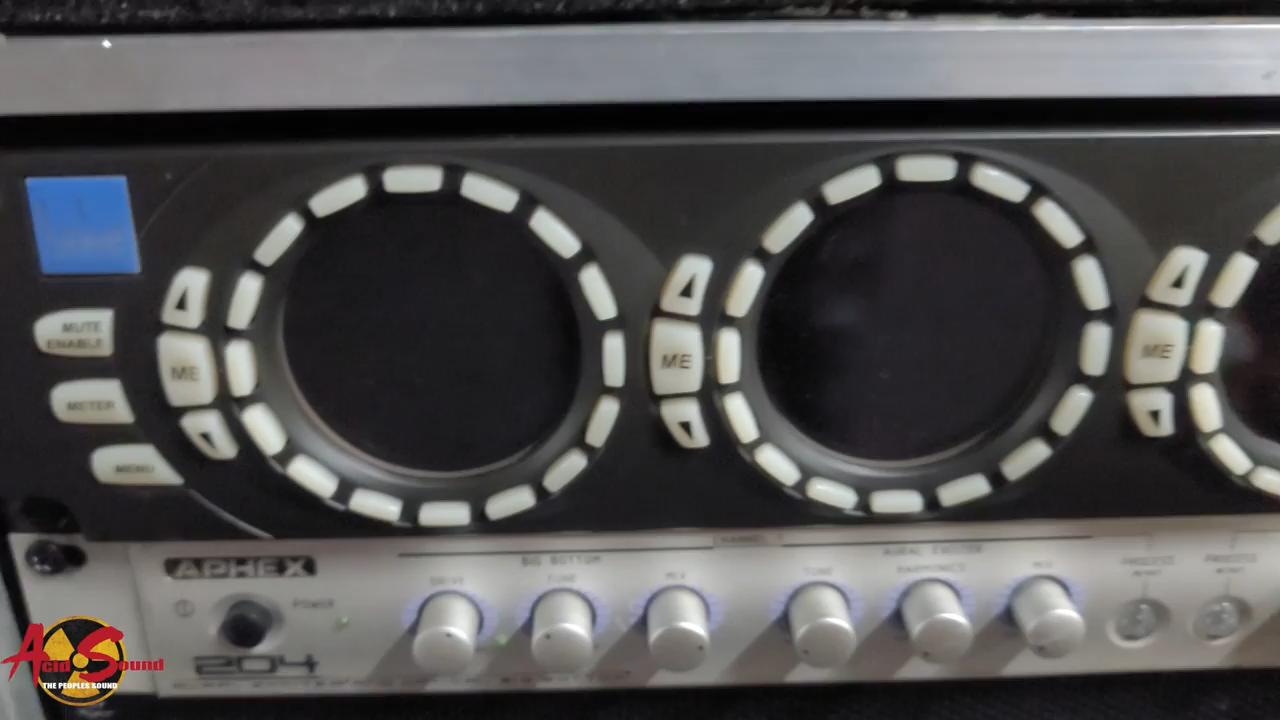 MUTE
ENABLE
METER
MENU
ME
ME
ME
APHEX
POWER
204
CHANNEL
BIG BOTTOM
DRIVE
TUNE
MIX
AURAL EXCITER
TUNE
HARMONICS
MIX
PROCESS
PROCESS
Acid Sound
THE PEOPLES SOUND